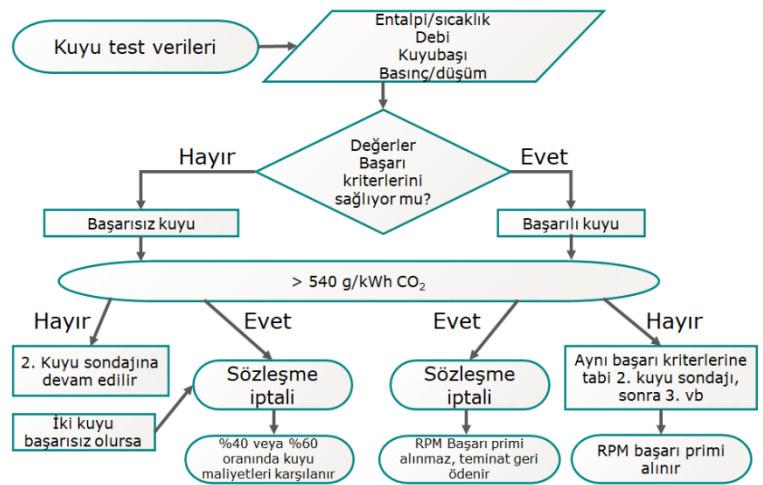 Kuyu test verileri
Entalpi/sıcaklık
Debi
Kuyubaşı
Basınç/düşüm
Değerler
Başarı
kriterlerini
sağlıyor mu?
Hayır
Evet
Başarısız kuyu
Başarılı kuyu
> 540 g/kWh CO₂
Hayır
Evet
Evet
Hayır
2. Kuyu sondajına
devam edilir
Sözleşme
iptali
Sözleşme
iptali
Aynı başarı kriterlerine
tabi 2. kuyu sondajı,
sonra 3. vb
İki kuyu
başarısız olursa
%40 veya %60
oranında kuyu
maliyetleri karşılanır
RPM Başarı primi
alınmaz, teminat geri
ödenir
RPM başarı primi
alınır